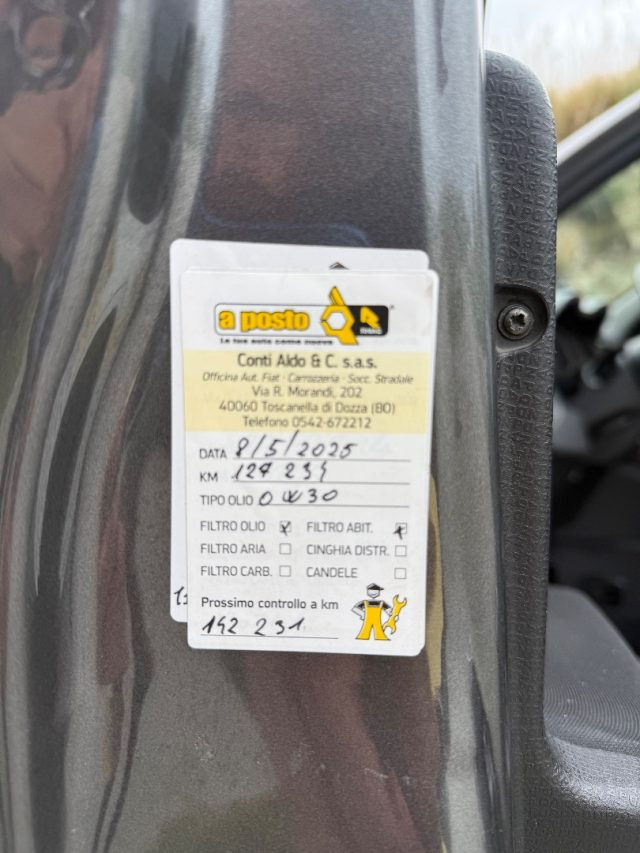 a posto
La tua auto come nuova
Conti Aldo & C. s.a.s.
Officina Aut. Fiat - Carrozzeria - Socc. Stradale
Via R. Morandi, 202
40060 Toscanella di Dozza (BO)
Telefono 0542-672212
DATA 8/5/2025
KM 127 231
TIPO OLIO 0W30
FILTRO OLIO FILTRO ABIT.
FILTRO ARIA CINGHIA DISTR.
FILTRO CARB. CANDELE
Prossimo controllo a km
142 231